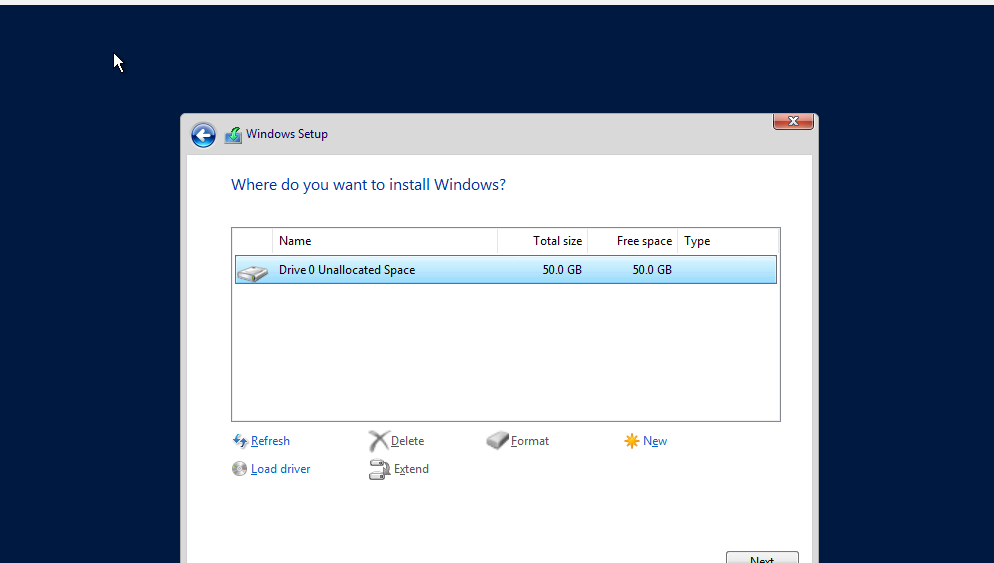 Windows Setup
Where do you want to install Windows?
Name Total size Free space Type
Drive 0 Unallocated Space 50.0 GB 50.0 GB
Refresh Delete Format New
Load driver Extend
Next